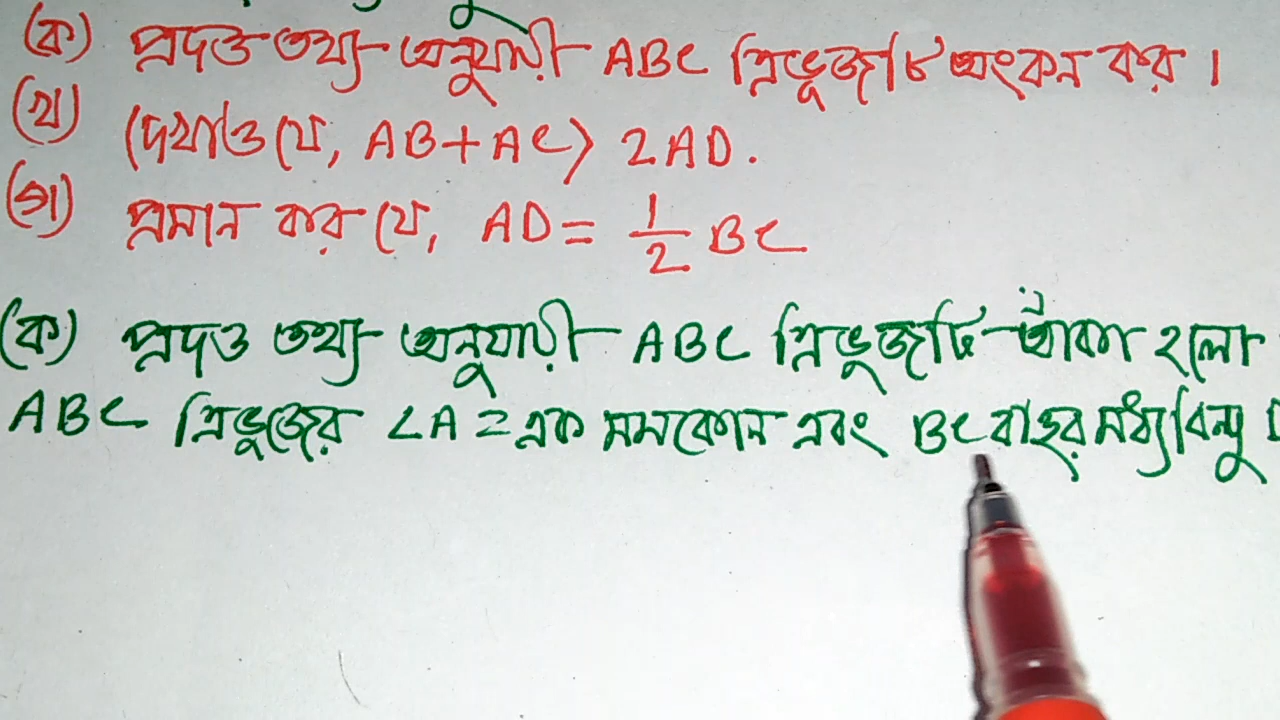 (ক) প্রদত্ত তথ্য অনুযায়ী ABC ত্রিভূজটি অংকন কর।
(খ) দেখাও যে, AB+AC> 2AD.
(গ) প্রমান কর যে, AD= 1/2 BC
(ক) প্রদত্ত তথ্য অনুযায়ী ABC ত্রিভূজটি আঁকা হলো
ABC ত্রিভুজের ∠A = এক সমকোন এবং BC বাহুর মধ্যবিন্দু D